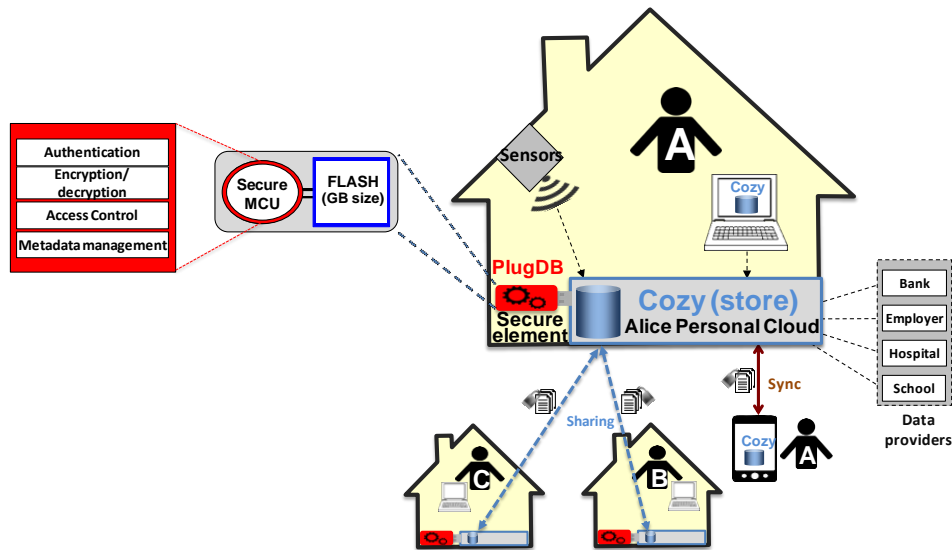 Authentication
Encryption/
decryption
Access Control
Metadata management
Secure
MCU
FLASH
(GB size)
Sensors
A
Cozy
PlugDB
Secure
element
Cozy (store)
Alice Personal Cloud
Bank
Employer
Hospital
School
Data
providers
Sharing
Sync
Cozy
A
C
B